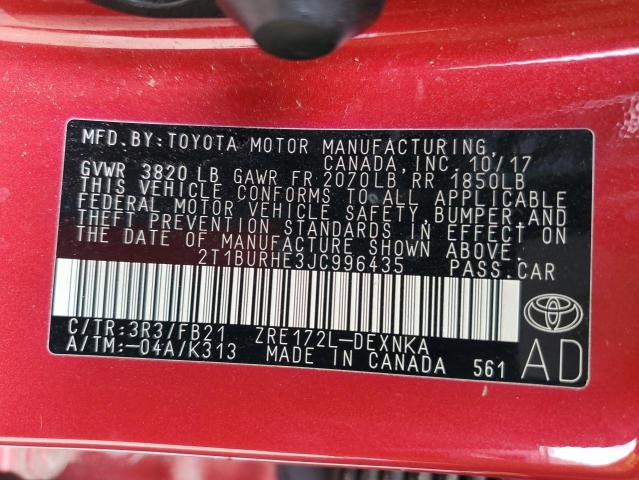 MFD.BY:TOYOTA MOTOR MANUFACTURING,
CANADA,INC. 10/17
GVWR 3820LB GAWR FR 2070LB RR 1850LB
THIS VEHICLE CONFORMS TO ALL APPLICABLE
FEDERAL MOTOR VEHICLE SAFETY, BUMPER, AND
THEFT PREVENTION STANDARDS IN EFFECT ON
THE DATE OF MANUFACTURE SHOWN ABOVE.
2T1BURHE3JC996435 PASS.CAR
C/TR:3R3/FB21 ZRE172L-DEXNKA
A/TM:-04A/K313 MADE IN CANADA 561
AD